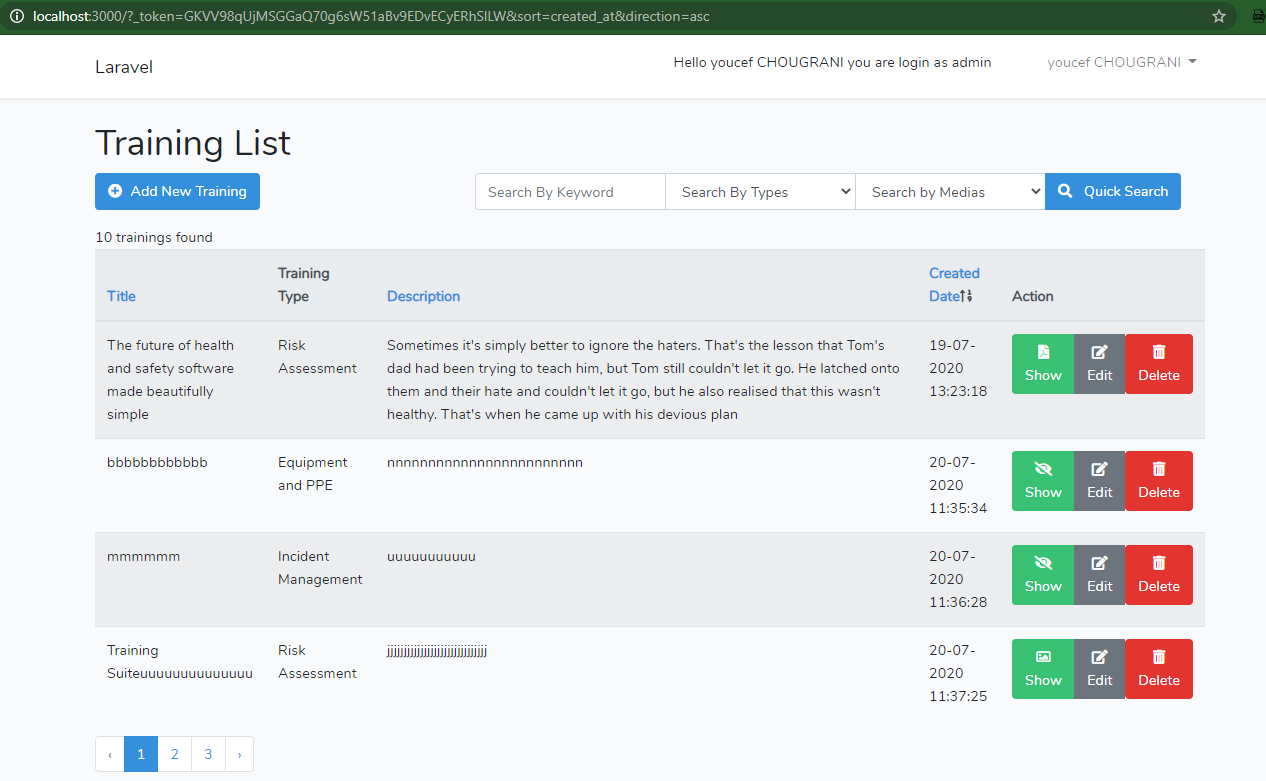 localhost:3000/?_token=GKVV98qUjMSGGaQ70g6sW51aBv9EDvECyERhSlLW&sort=created_at&direction=asc
Laravel
Hello youcef CHOUGRANI you are login as admin
youcef CHOUGRANI
Training List
Add New Training
Search By Keyword
Search By Types
Search by Medias
Quick Search
10 trainings found
Title
Training
Type
Description
Created
Date
Action
The future of health
and safety software
made beautifully
simple
Risk
Assessment
Sometimes it's simply better to ignore the haters. That's the lesson that Tom's
dad had been trying to teach him, but Tom still couldn't let it go. He latched onto
them and their hate and couldn't let it go, but he also realised that this wasn't
healthy. That's when he came up with his devious plan
19-07-
2020
13:23:18
Show
Edit
Delete
bbbbbbbbbbbb
Equipment
and PPE
nnnnnnnnnnnnnnnnnnnnnnnn
20-07-
2020
11:35:34
Show
Edit
Delete
mmmmmm
Incident
Management
uuuuuuuuuuu
20-07-
2020
11:36:28
Show
Edit
Delete
Training
Suiteuuuuuuuuuuuuuu
Risk
Assessment
jjjjjjjjjjjjjjjjjjjjjjjjjjjjjj
20-07-
2020
11:37:25
Show
Edit
Delete
‹ 1 2 3 ›